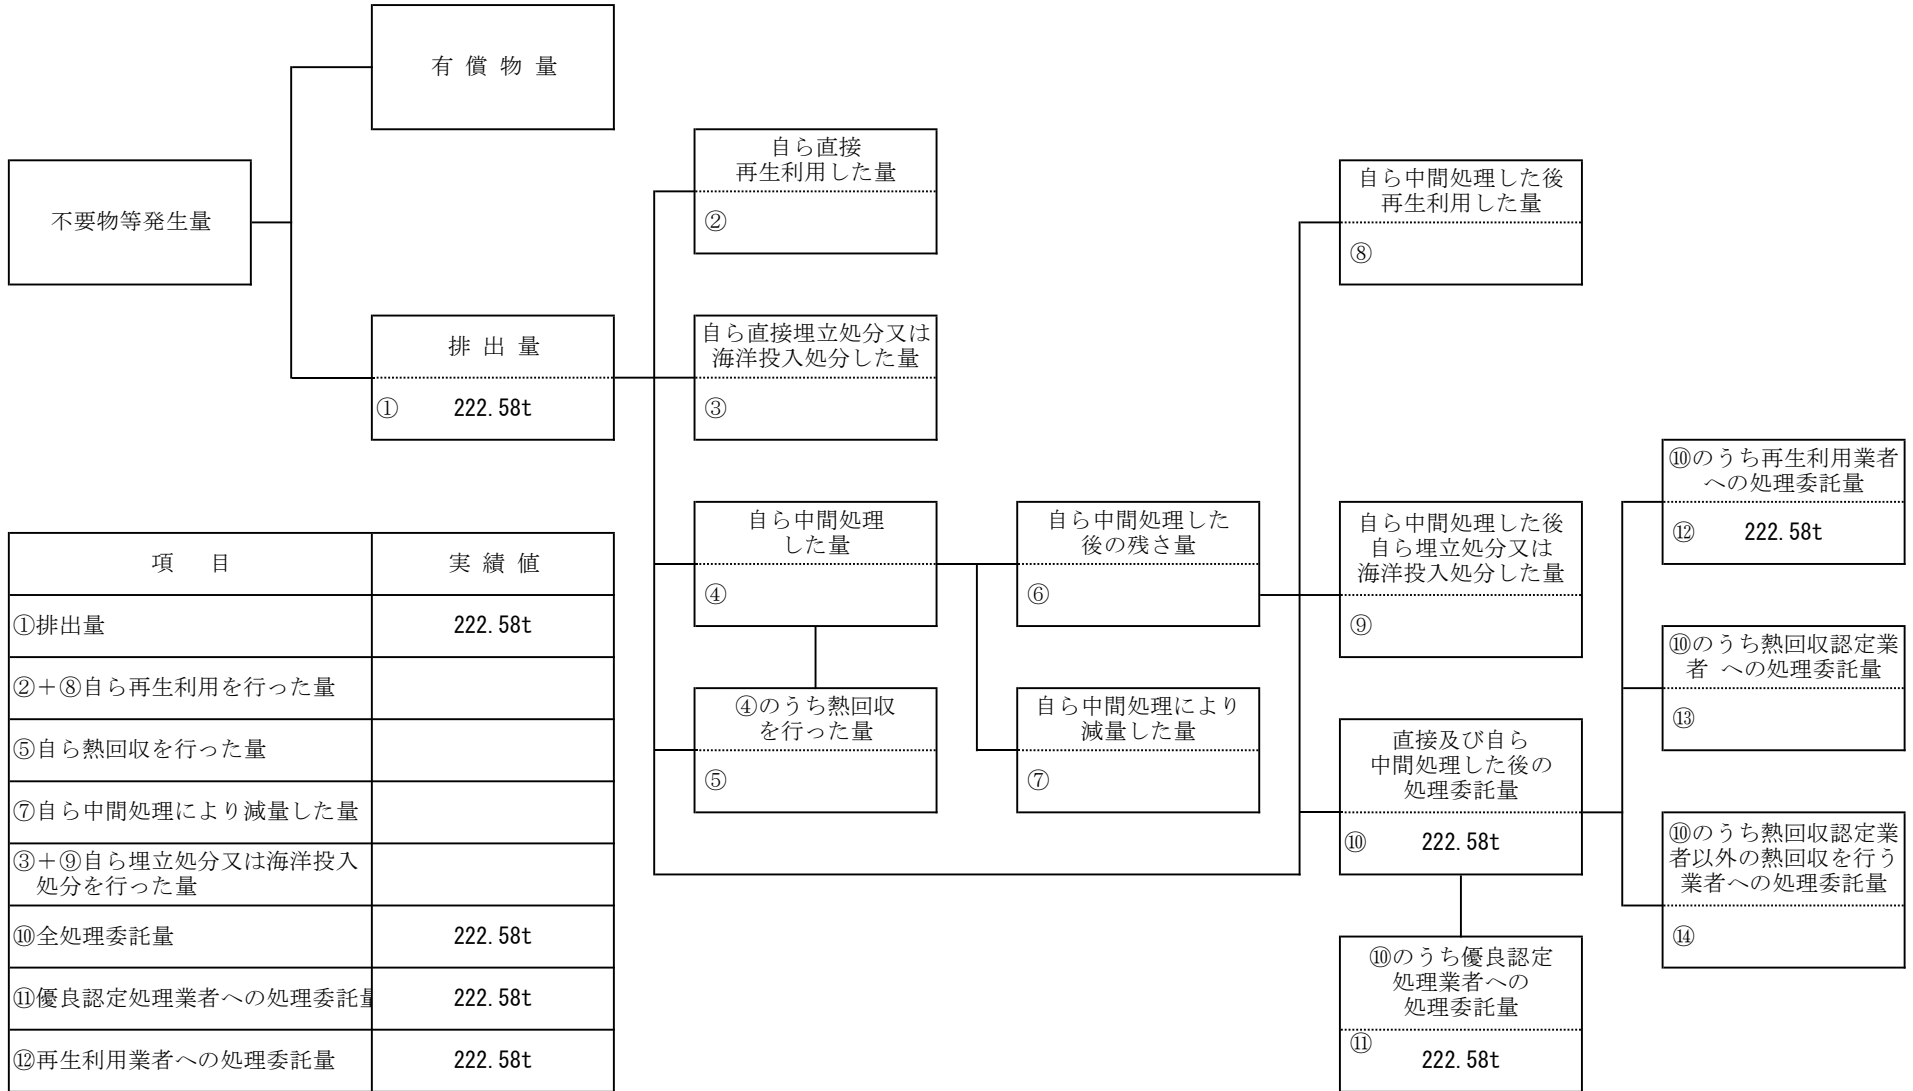 有 償 物 量
不要物等発生量
排 出 量
① 222.58t
自ら直接
再生利用した量
②
自ら直接埋立処分又は
海洋投入処分した量
③
自ら中間処理
した量
④
④のうち熱回収
を行った量
⑤
自ら中間処理した
後の残さ量
⑥
自ら中間処理により
減量した量
⑦
自ら中間処理した後
再生利用した量
⑧
自ら中間処理した後
自ら埋立処分又は
海洋投入処分した量
⑨
直接及び自ら
中間処理した後の
処理委託量
⑩ 222.58t
⑩のうち優良認定
処理業者への
処理委託量
⑪ 222.58t
⑩のうち再生利用業者
への処理委託量
⑫ 222.58t
⑩のうち熱回収認定業
者 への処理委託量
⑬
⑩のうち熱回収認定業
者以外の熱回収を行う
業者への処理委託量
⑭
項 目 実 績 値
①排出量 222.58t
②＋⑧自ら再生利用を行った量
⑤自ら熱回収を行った量
⑦自ら中間処理により減量した量
③＋⑨自ら埋立処分又は海洋投入
処分を行った量
⑩全処理委託量 222.58t
⑪優良認定処理業者への処理委託量 222.58t
⑫再生利用業者への処理委託量 222.58t